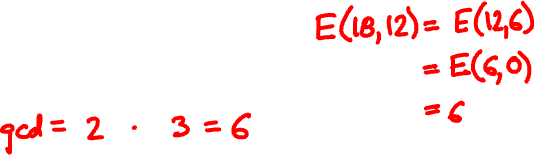 E(18,12) = E(12,6)
= E(6,0)
= 6
gcd = 2 · 3 = 6